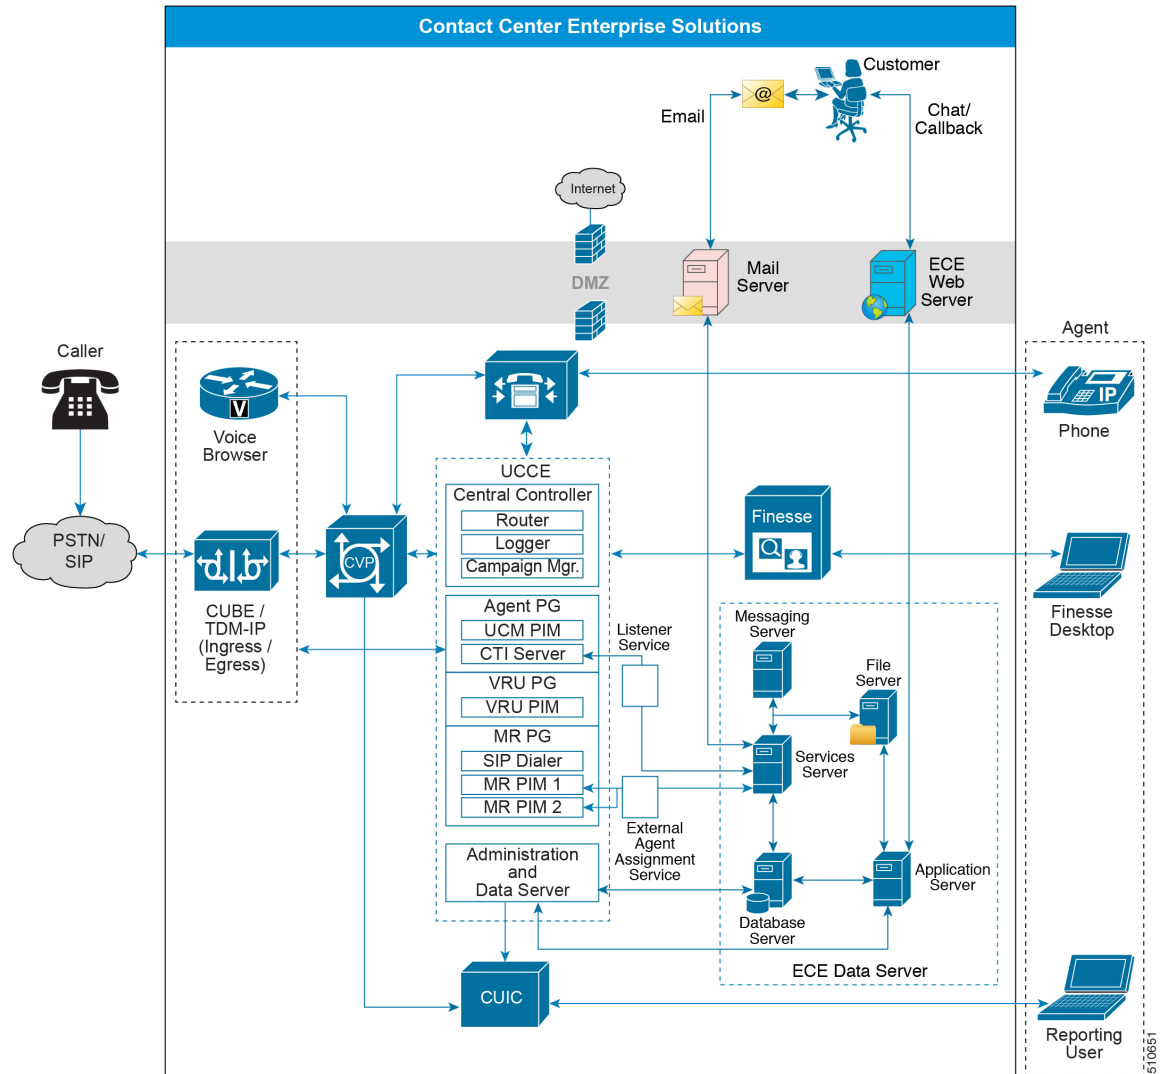 Contact Center Enterprise Solutions
Customer
@
Email
Chat/
Callback
Internet
DMZ
Mail
Server
ECE
Web
Server
Caller
Agent
V
Voice
Browser
IP
Phone
UCCE
Central Controller
Router
Logger
Campaign Mgr.
Finesse
PSTN/
SIP
CVP
CUBE /
TDM-IP
(Ingress /
Egress)
Finesse
Desktop
Agent PG
UCM PIM
CTI Server
Listener
Service
Messaging
Server
File
Server
VRU PG
VRU PIM
MR PG
SIP Dialer
MR PIM 1
MR PIM 2
Services
Server
External
Agent
Assignment
Service
Administration
and
Data Server
Application
Server
Database
Server
ECE Data Server
CUIC
Reporting
User
510651